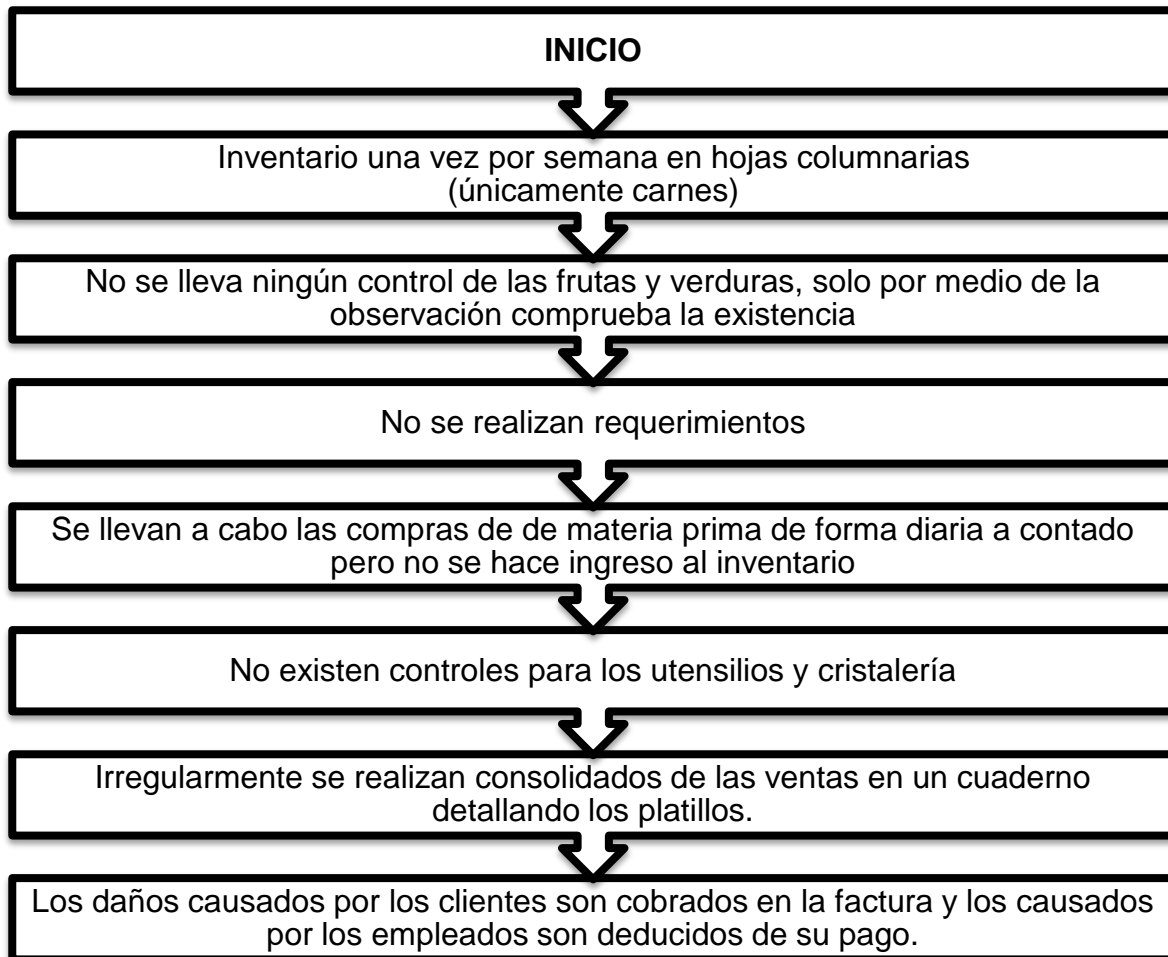 INICIO
Inventario una vez por semana en hojas columnarias
(únicamente carnes)
No se lleva ningún control de las frutas y verduras, solo por medio de la
observación comprueba la existencia
No se realizan requerimientos
Se llevan a cabo las compras de de materia prima de forma diaria a contado
pero no se hace ingreso al inventario
No existen controles para los utensilios y cristalería
Irregularmente se realizan consolidados de las ventas en un cuaderno
detallando los platillos.
Los daños causados por los clientes son cobrados en la factura y los causados
por los empleados son deducidos de su pago.